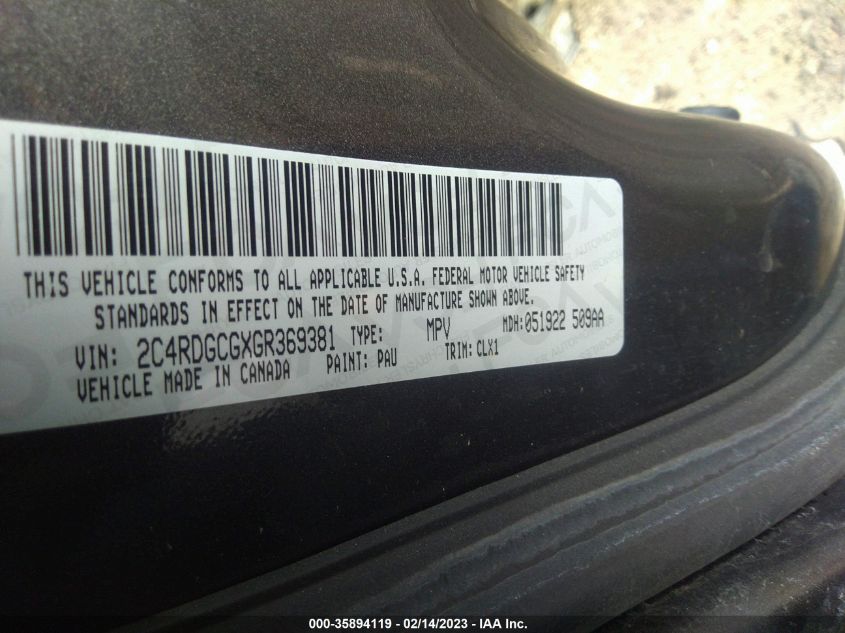 THIS VEHICLE CONFORMS TO ALL APPLICABLE U.S.A. FEDERAL MOTOR VEHICLE SAFETY
STANDARDS IN EFFECT ON THE DATE OF MANUFACTURE SHOWN ABOVE.
VIN: 2C4RDGCGXGR369381 TYPE: MPV MDH:051922 509AA
VEHICLE MADE IN CANADA PAINT: PAU TRIM: CLX1
000-35894119 - 02/14/2023 - IAA Inc.